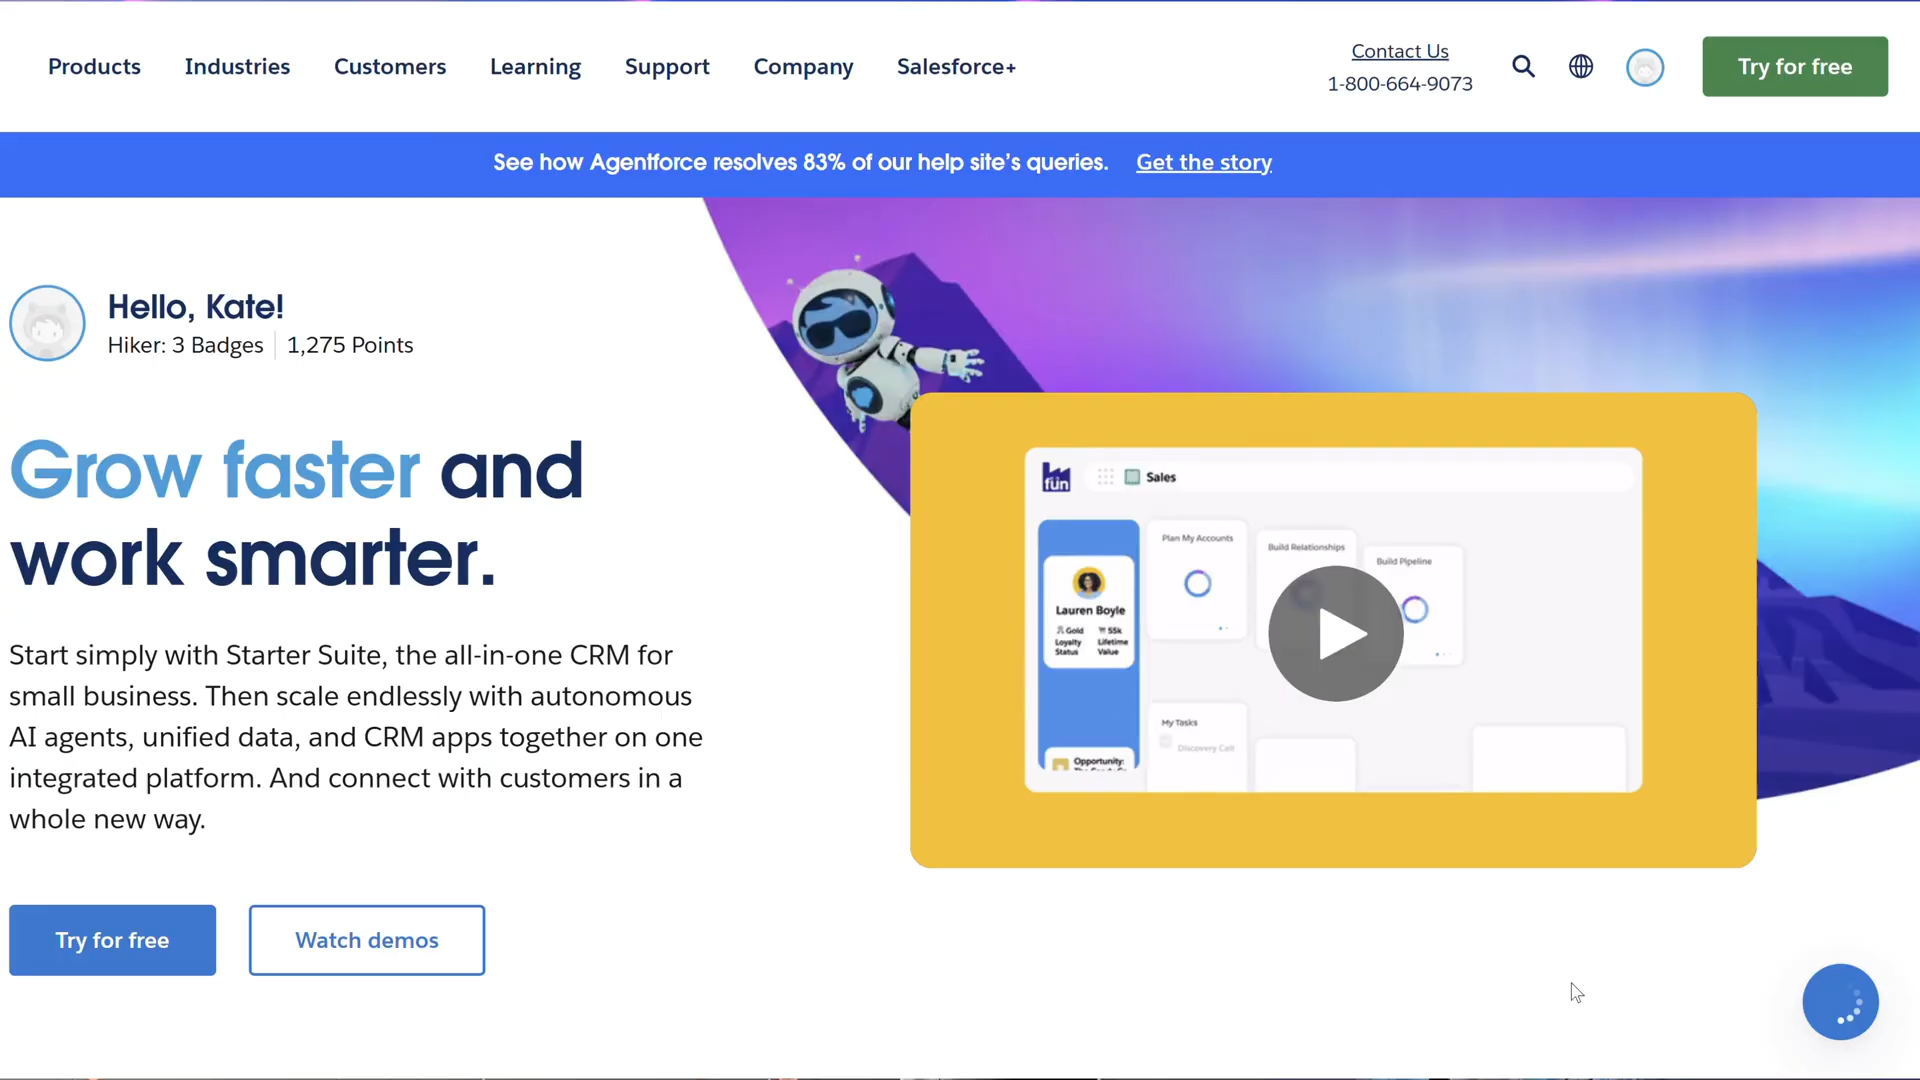 Products Industries Customers Learning Support Company Salesforce+
Contact Us
1-800-664-9073
Try for free
See how Agentforce resolves 83% of our help site’s queries. Get the story
Hello, Kate!
Hiker: 3 Badges 1,275 Points
Grow faster and
work smarter.
Start simply with Starter Suite, the all-in-one CRM for
small business. Then scale endlessly with autonomous
AI agents, unified data, and CRM apps together on one
integrated platform. And connect with customers in a
whole new way.
Try for free
Watch demos
fun
Sales
Lauren Boyle
Gold
Loyalty
Status
55k
Lifetime
Value
Opportunity:
Plan My Accounts
Build Relationships
Build Pipeline
My Tasks
Discovery Call